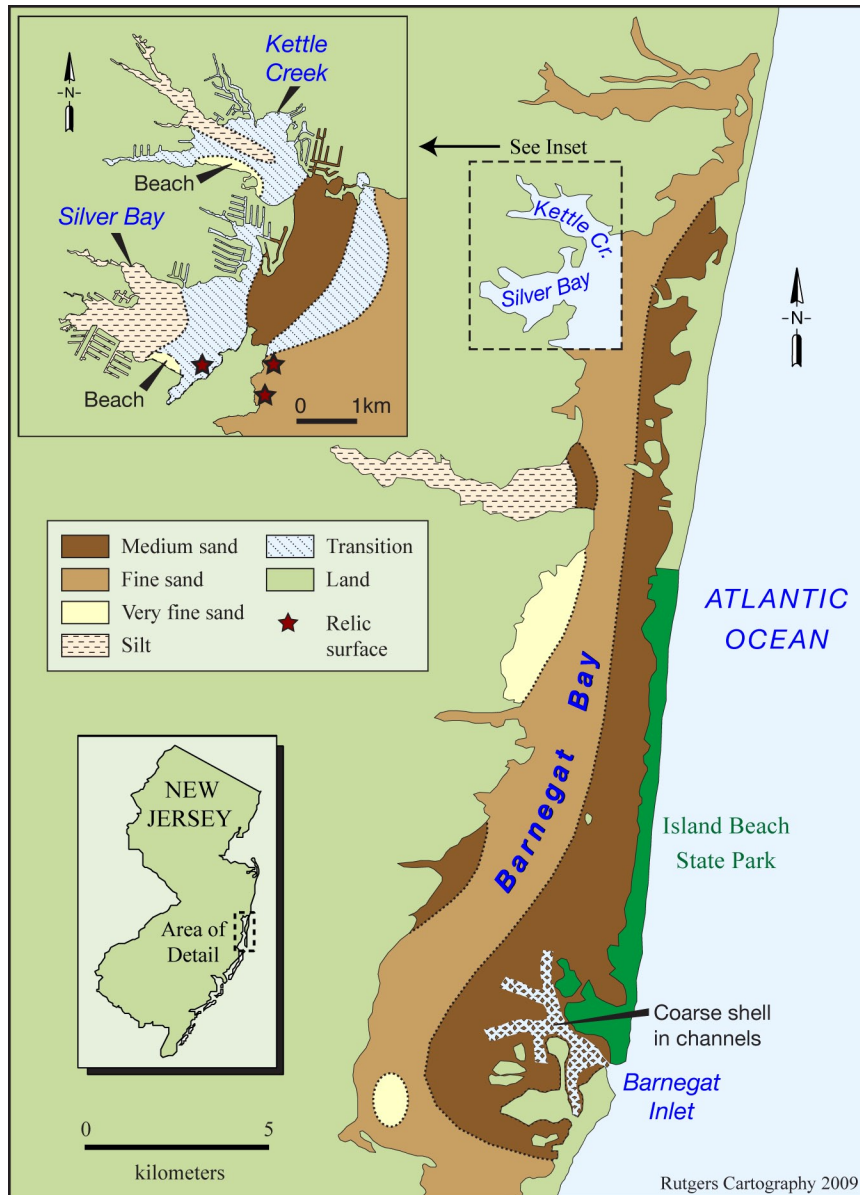 Kettle
Creek
-N-
Beach
Silver Bay
Beach
0 1km
See Inset
Kettle Cr.
Silver Bay
-N-
Medium sand
Fine sand
Very fine sand
Silt
Transition
Land
Relic
surface
ATLANTIC
OCEAN
Barnegat Bay
Island Beach
State Park
NEW
JERSEY
Area of
Detail
Coarse shell
in channels
Barnegat
Inlet
0 5
kilometers
Rutgers Cartography 2009